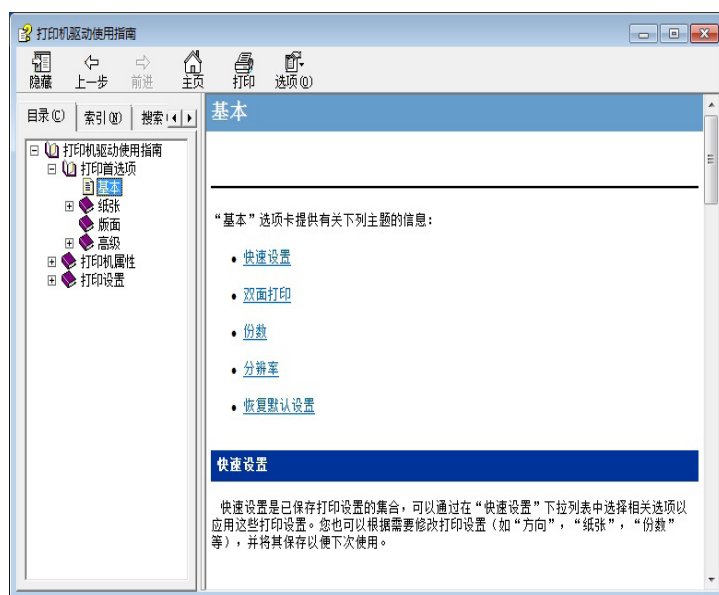 打印机驱动使用指南
隐藏 上一步 前进 主页 打印 选项(O)
目录(C) 索引(N) 搜索
打印机驱动使用指南
打印首选项
基本
纸张
版面
高级
打印机属性
打印设置
基本
“基本”选项卡提供有关下列主题的信息：
• 快速设置
• 双面打印
• 份数
• 分辨率
• 恢复默认设置
快速设置
快速设置是已保存打印设置的集合，可以通过在“快速设置”下拉列表中选择相关选项以
应用这些打印设置。您也可以根据需要修改打印设置（如“方向”，“纸张”，“份数”
等），并将其保存以便下次使用。